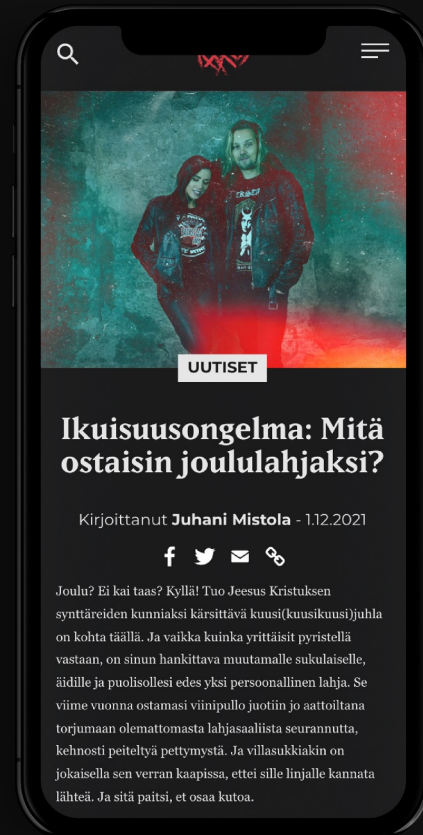 UUTISET
Ikuisuusongelma: Mitä
ostaisin joululahjaksi?
Kirjoittanut Juhani Mistola - 1.12.2021
Joulu? Ei kai taas? Kyllä! Tuo Jeesus Kristuksen
synttäreiden kunniaksi kärsittävä kuusi(kuusikuusi)juhla
on kohta täällä. Ja vaikka kuinka yrittäisit pyristellä
vastaan, on sinun hankittava muutamalle sukulaiselle,
äidille ja puolisollesi edes yksi persoonallinen lahja. Se
viime vuonna ostamasi viinipullo juotiin jo aattoiltana
torjumaan olemattomasta lahjasaaliista seurannutta,
kehnosti peiteltyä pettymystä. Ja villasukkiakin on
jokaisella sen verran kaapissa, ettei sille linjalle kannata
lähteä. Ja sitä paitsi, et osaa kutoa.